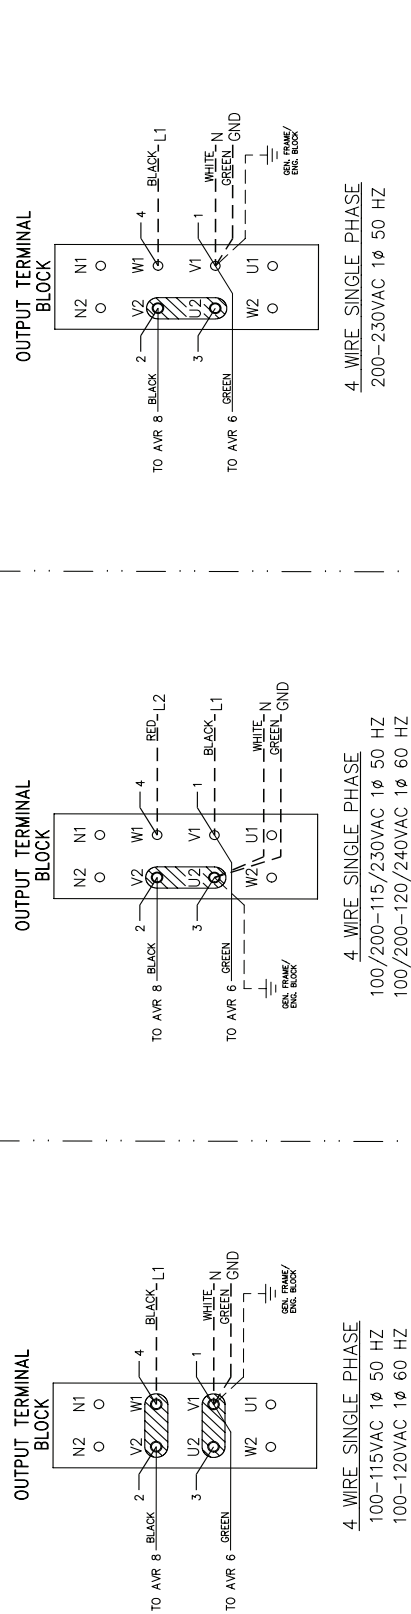 OUTPUT TERMINAL
BLOCK
N2 N1
2 V2 W1 4
TO AVR 8 BLACK BLACK L1
3 U2 V1 1
WHITE N
TO AVR 6 GREEN GREEN GND
W2 U1
GEN. FRAME/
ENG. BLOCK
4 WIRE SINGLE PHASE
100-115VAC 1ø 50 HZ
100-120VAC 1ø 60 HZ
OUTPUT TERMINAL
BLOCK
N2 N1
2 V2 W1 4
TO AVR 8 BLACK RED L2
3 U2 V1 1
BLACK L1
TO AVR 6 GREEN
W2 U1
WHITE N
GREEN GND
GEN. FRAME/
ENG. BLOCK
4 WIRE SINGLE PHASE
100/200-115/230VAC 1ø 50 HZ
100/200-120/240VAC 1ø 60 HZ
OUTPUT TERMINAL
BLOCK
N2 N1
2 V2 W1 4
TO AVR 8 BLACK BLACK L1
3 U2 V1 1
WHITE N
TO AVR 6 GREEN GREEN GND
W2 U1
GEN. FRAME/
ENG. BLOCK
4 WIRE SINGLE PHASE
200-230VAC 1ø 50 HZ